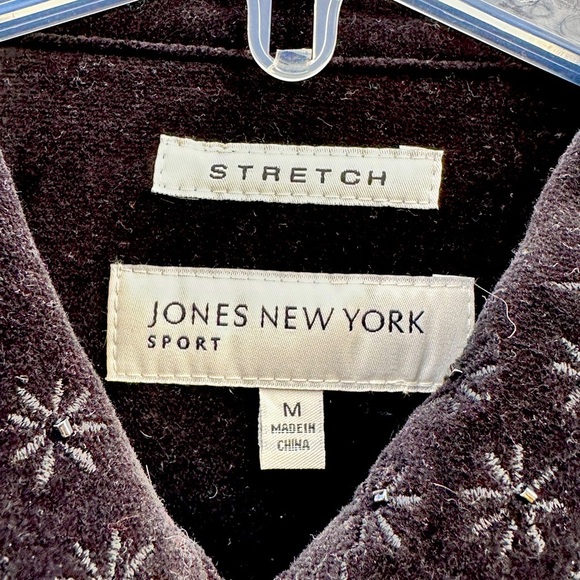 STRETCH
JONES NEW YORK
SPORT
M
MADE IN
CHINA